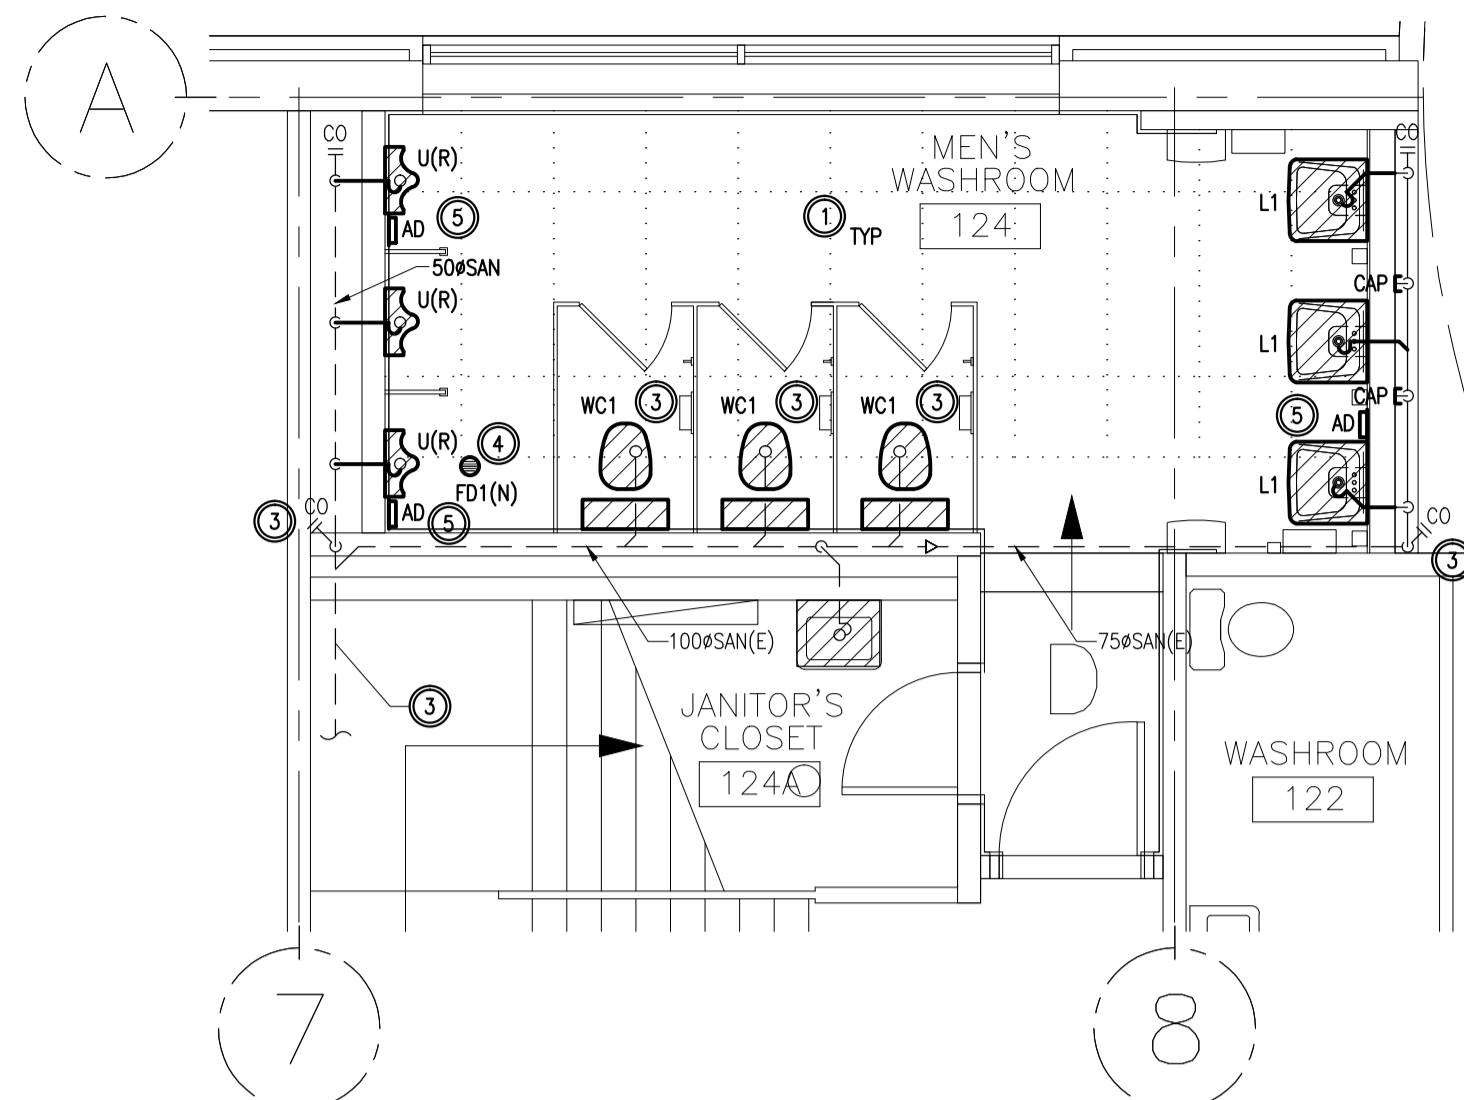 A
CO
U(R)
5
AD
MEN'S
WASHROOM
124
1
TYP
CO
L1
50øSAN
U(R)
CAP
L1
WC1
3
WC1
3
WC1
3
CAP
5
AD
U(R)
4
FD1(N)
L1
3
CO
AD
5
CO
3
100øSAN(E)
75øSAN(E)
3
JANITOR'S
CLOSET
124A
WASHROOM
122
7
8